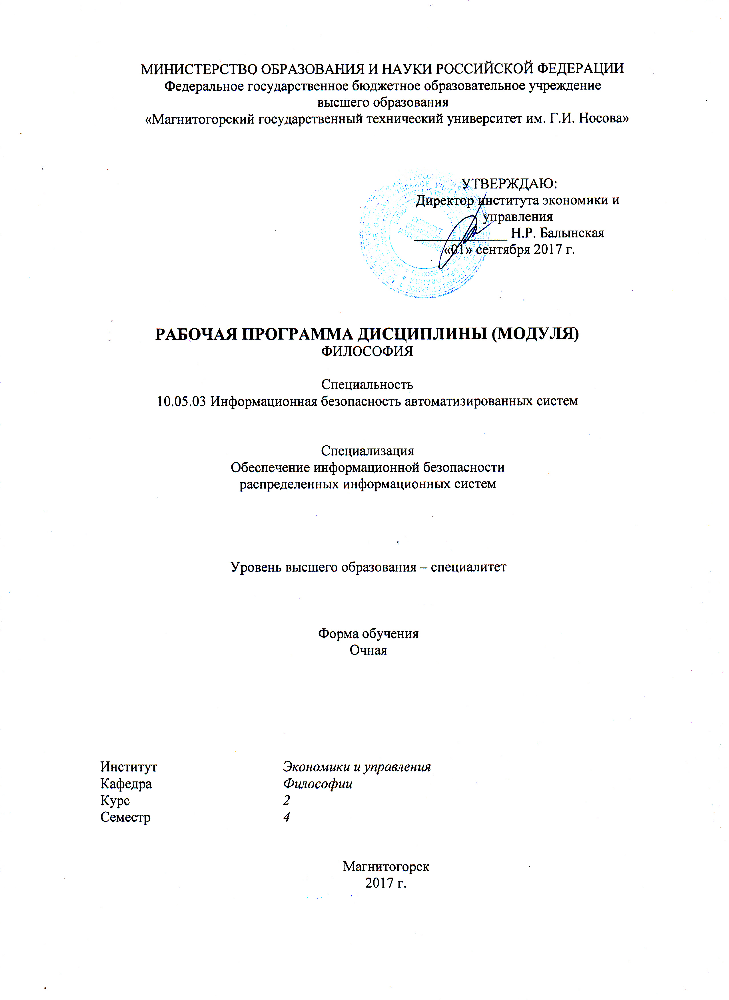 МИНИСТЕРСТВО ОБРАЗОВАНИЯ И НАУКИ РОССИЙСКОЙ ФЕДЕРАЦИИ
Федеральное государственное бюджетное образовательное учреждение
высшего образования
«Магнитогорский государственный технический университет им. Г.И. Носова»
УТВЕРЖДАЮ:
Директор института экономики и
управления
Н.Р. Балынская
«01» сентября 2017 г.
ИНСТИТУТ
ЭКОНОМИКИ
И УПРАВЛЕНИЯ
РАБОЧАЯ ПРОГРАММА ДИСЦИПЛИНЫ (МОДУЛЯ)
ФИЛОСОФИЯ
Специальность
10.05.03 Информационная безопасность автоматизированных систем
Специализация
Обеспечение информационной безопасности
распределенных информационных систем
Уровень высшего образования – специалитет
Форма обучения
Очная
Институт Экономики и управления
Кафедра Философии
Курс 2
Семестр 4
Магнитогорск
2017 г.